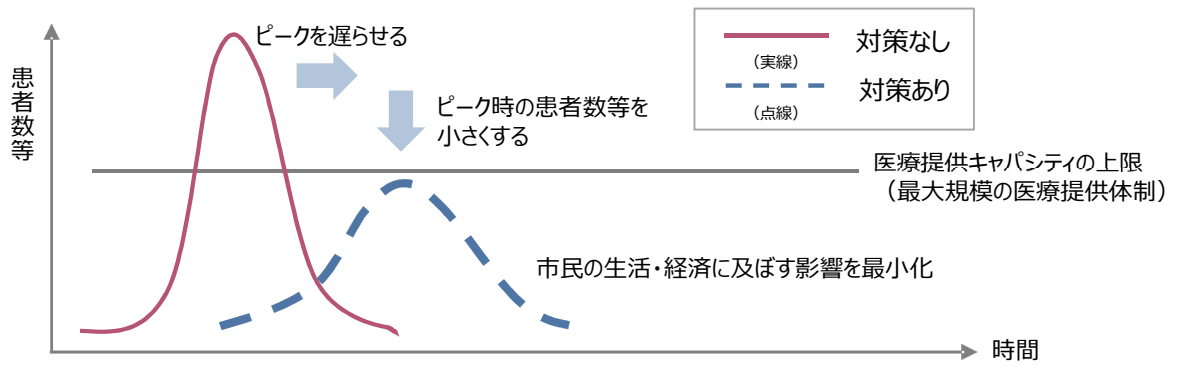 ピークを遅らせる
対策なし
（実線）
対策あり
（点線）
患者数等
ピーク時の患者数等を
小さくする
医療提供キャパシティの上限
（最大規模の医療提供体制）
市民の生活・経済に及ぼす影響を最小化
時間